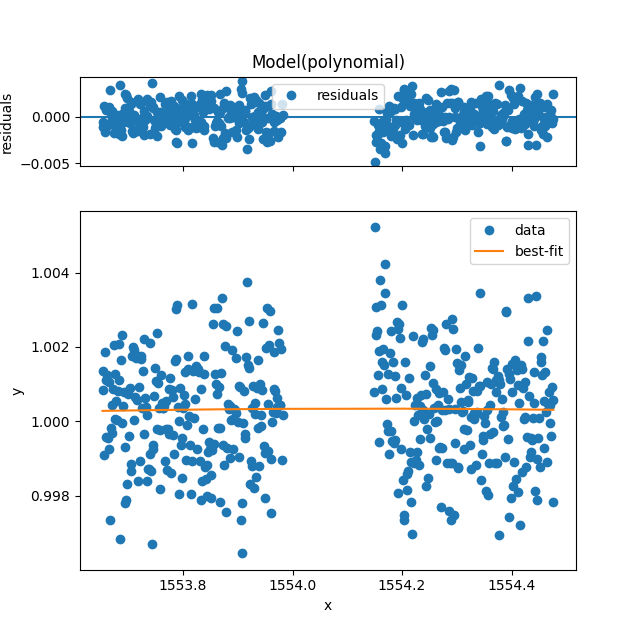 Model(polynomial)
residuals
0.000
−0.005
residuals
data
best-fit
y
1.004
1.002
1.000
0.998
1553.8
1554.0
1554.2
1554.4
x